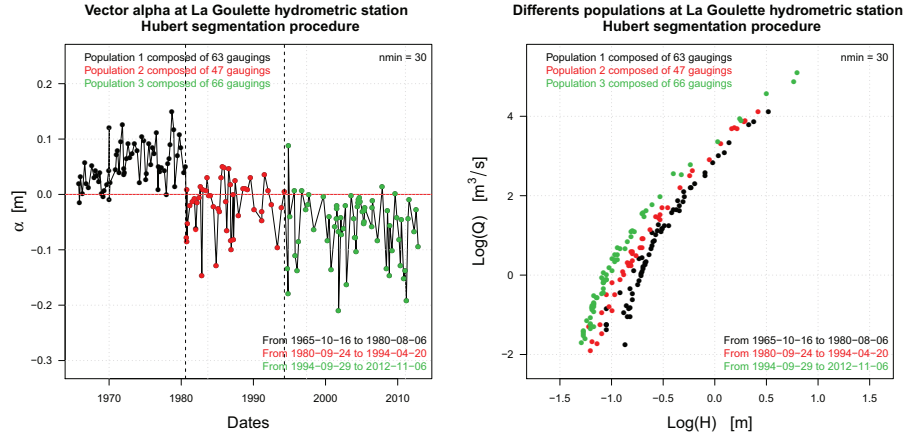 Vector alpha at La Goulette hydrometric station
Hubert segmentation procedure
Population 1 composed of 63 gaugings
nmin = 30
Population 2 composed of 47 gaugings
Population 3 composed of 66 gaugings
0.2
0.1
0.0
−0.1
−0.2
−0.3
α [m]
From 1965−10−16 to 1980−08−06
From 1980−09−24 to 1994−04−20
From 1994−09−29 to 2012−11−06
1970 1980 1990 2000 2010
Dates
Differents populations at La Goulette hydrometric station
Hubert segmentation procedure
Population 1 composed of 63 gaugings
nmin = 30
Population 2 composed of 47 gaugings
Population 3 composed of 66 gaugings
4
2
0
−2
Log(Q) [m³/s]
From 1965−10−16 to 1980−08−06
From 1980−09−24 to 1994−04−20
From 1994−09−29 to 2012−11−06
−1.5 −1.0 −0.5 0.0 0.5 1.0 1.5
Log(H) [m]